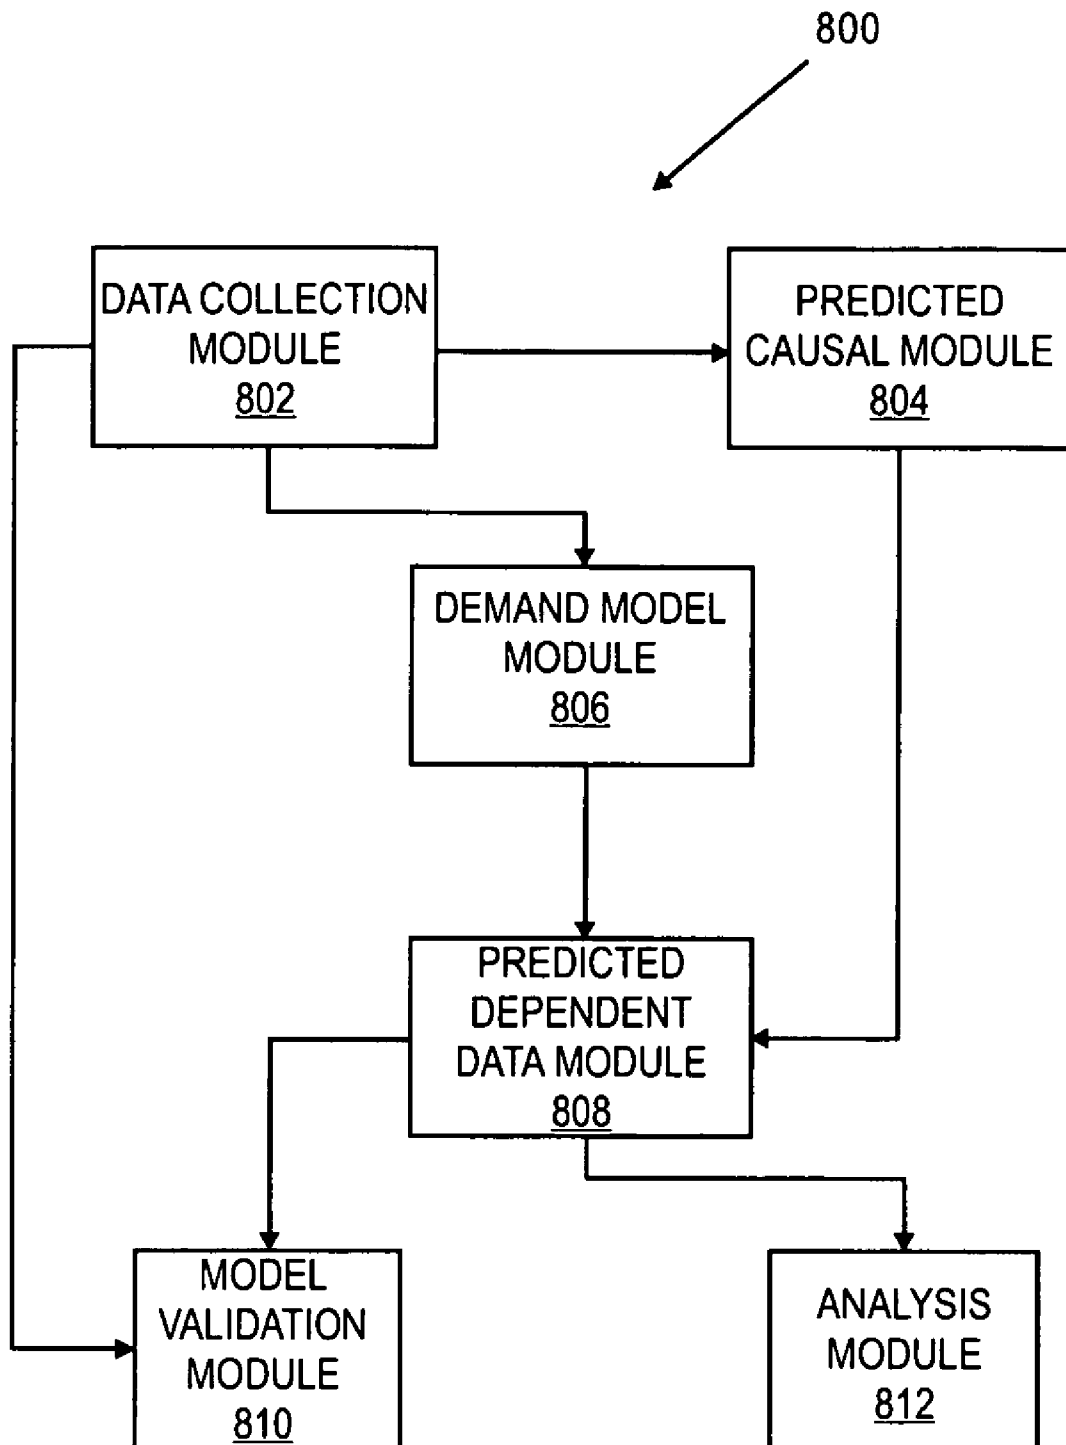 800
DATA COLLECTION
MODULE
802
PREDICTED
CAUSAL MODULE
804
DEMAND MODEL
MODULE
806
PREDICTED
DEPENDENT
DATA MODULE
808
MODEL
VALIDATION
MODULE
810
ANALYSIS
MODULE
812